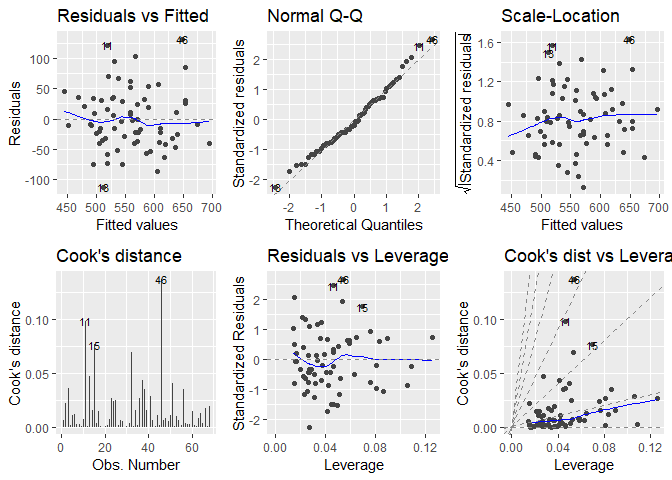 Residuals vs Fitted
Residuals
100
50
0
-50
-100
11
46
18
450 500 550 600 650 700
Fitted values
Normal Q-Q
Standardized residuals
2
1
0
-1
-2
11
46
18
-2 -1 0 1 2
Theoretical Quantiles
Scale-Location
√|Standardized residuals|
1.6
1.2
0.8
0.4
11
46
450 500 550 600 650 700
Fitted values
Cook's distance
Cook's distance
0.10
0.05
0.00
11
15
46
0 20 40 60
Obs. Number
Residuals vs Leverage
Standardized Residuals
2
1
0
-1
-2
11
46
15
0.00 0.04 0.08 0.12
Leverage
Cook's dist vs Levera
Cook's distance
0.10
0.05
0.00
46
11
15
0.00 0.04 0.08 0.12
Leverage